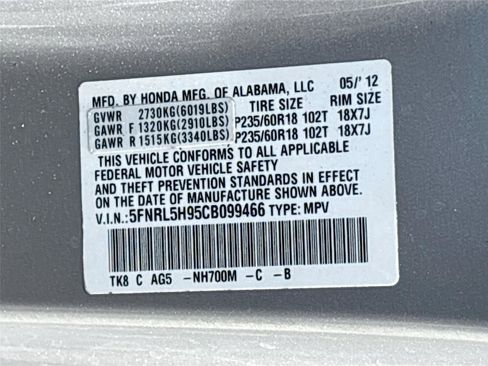 MFD. BY HONDA MFG. OF ALABAMA, LLC 05/'12
TIRE SIZE RIM SIZE
GVWR 2730KG(6019LBS)
GAWR F 1320KG(2910LBS) P235/60R18 102T 18X7J
GAWR R 1515KG(3340LBS) P235/60R18 102T 18X7J
THIS VEHICLE CONFORMS TO ALL APPLICABLE
FEDERAL MOTOR VEHICLE SAFETY
AND THEFT PREVENTION STANDARDS IN EFFECT
ON THE DATE OF MANUFACTURE SHOWN ABOVE.
V.I.N.:5FNRL5H95CB099466 TYPE: MPV
TK8 C AG5 -NH700M -C -B